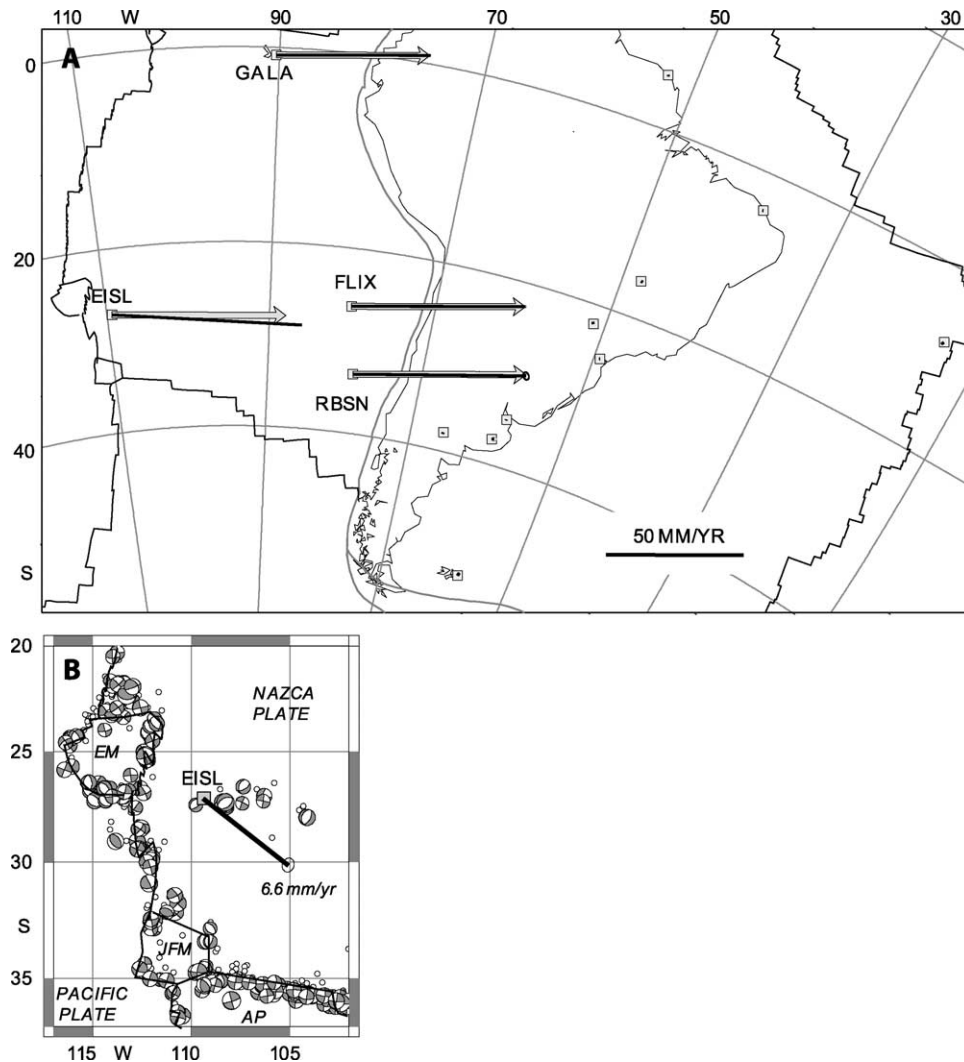 110 W 90 70 50 30
A
0
GALA
20
EISL
FLIX
RBSN
40
50 MM/YR
S
20
B
NAZCA
PLATE
EM
25
EISL
30
6.6 mm/yr
S
JFM
35
PACIFIC
PLATE
AP
115 W 110 105